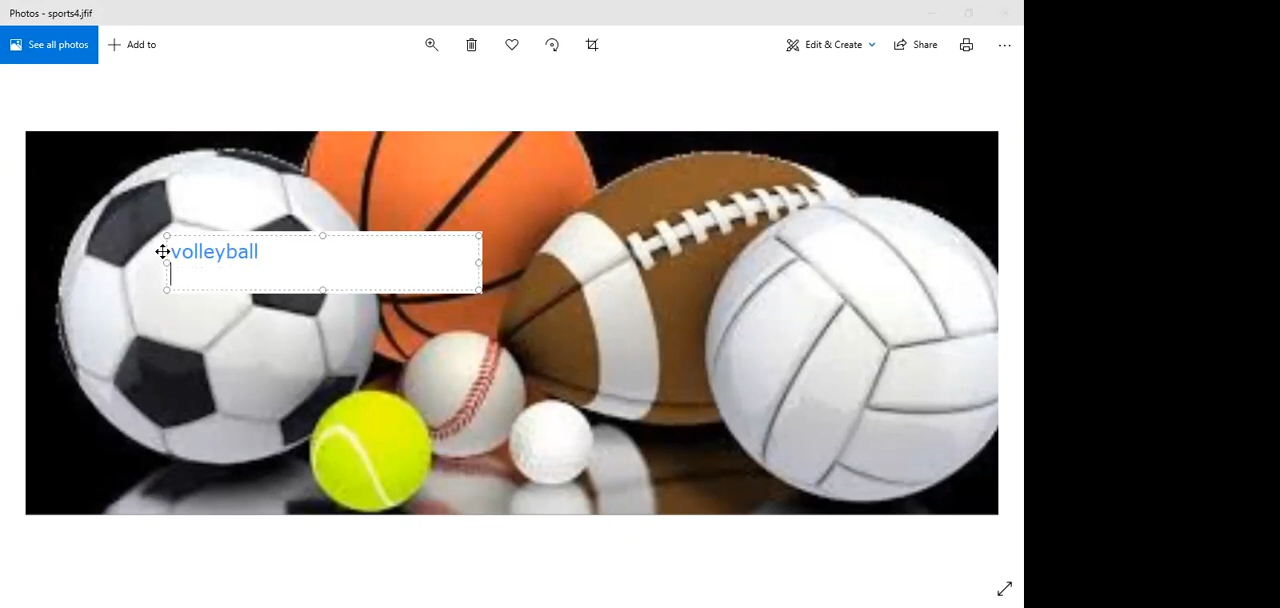 Photos - sports4.jfif
See all photos
Add to
Edit & Create
Share
volleyball